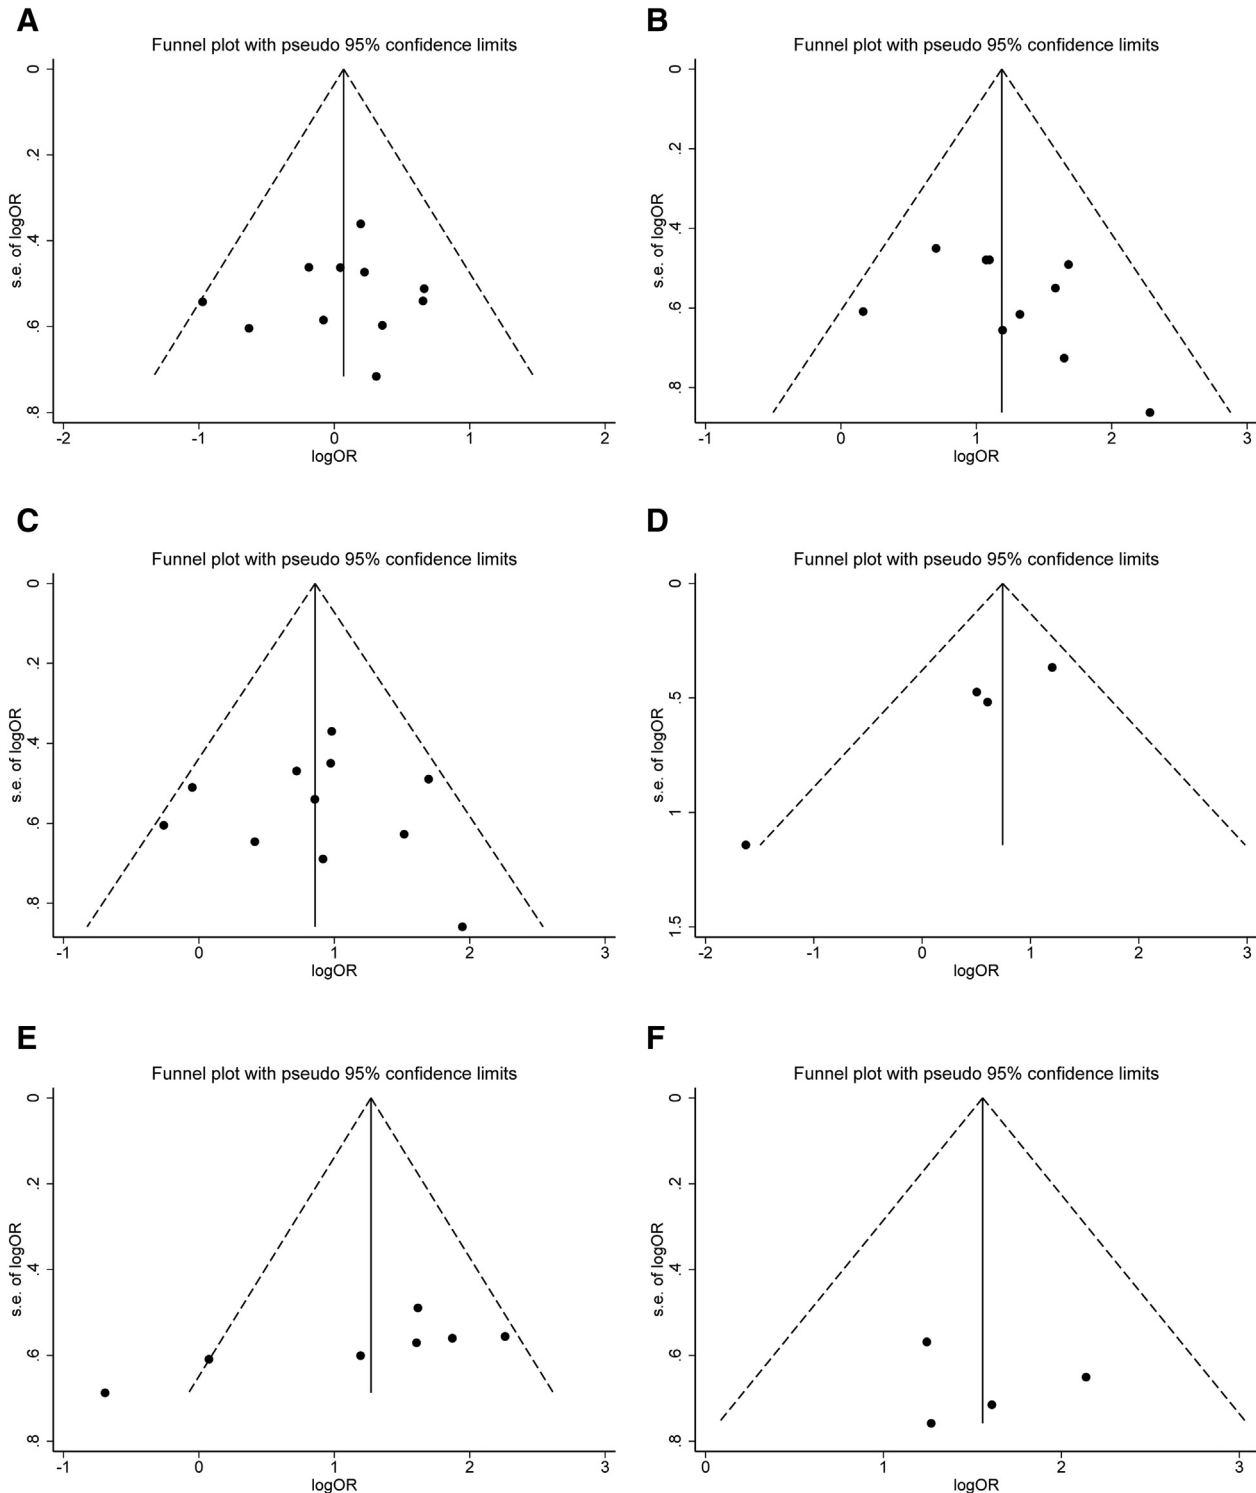 A
Funnel plot with pseudo 95% confidence limits
s.e. of logOR
0
.2
.4
.6
.8
-2 -1 0 1 2
logOR
B
Funnel plot with pseudo 95% confidence limits
s.e. of logOR
0
.2
.4
.6
.8
-1 0 1 2 3
logOR
C
Funnel plot with pseudo 95% confidence limits
s.e. of logOR
0
.2
.4
.6
.8
-1 0 1 2 3
logOR
D
Funnel plot with pseudo 95% confidence limits
s.e. of logOR
0
.5
1
1.5
-2 -1 0 1 2 3
logOR
E
Funnel plot with pseudo 95% confidence limits
s.e. of logOR
0
.2
.4
.6
.8
-1 0 1 2 3
logOR
F
Funnel plot with pseudo 95% confidence limits
s.e. of logOR
0
.2
.4
.6
.8
0 1 2 3
logOR